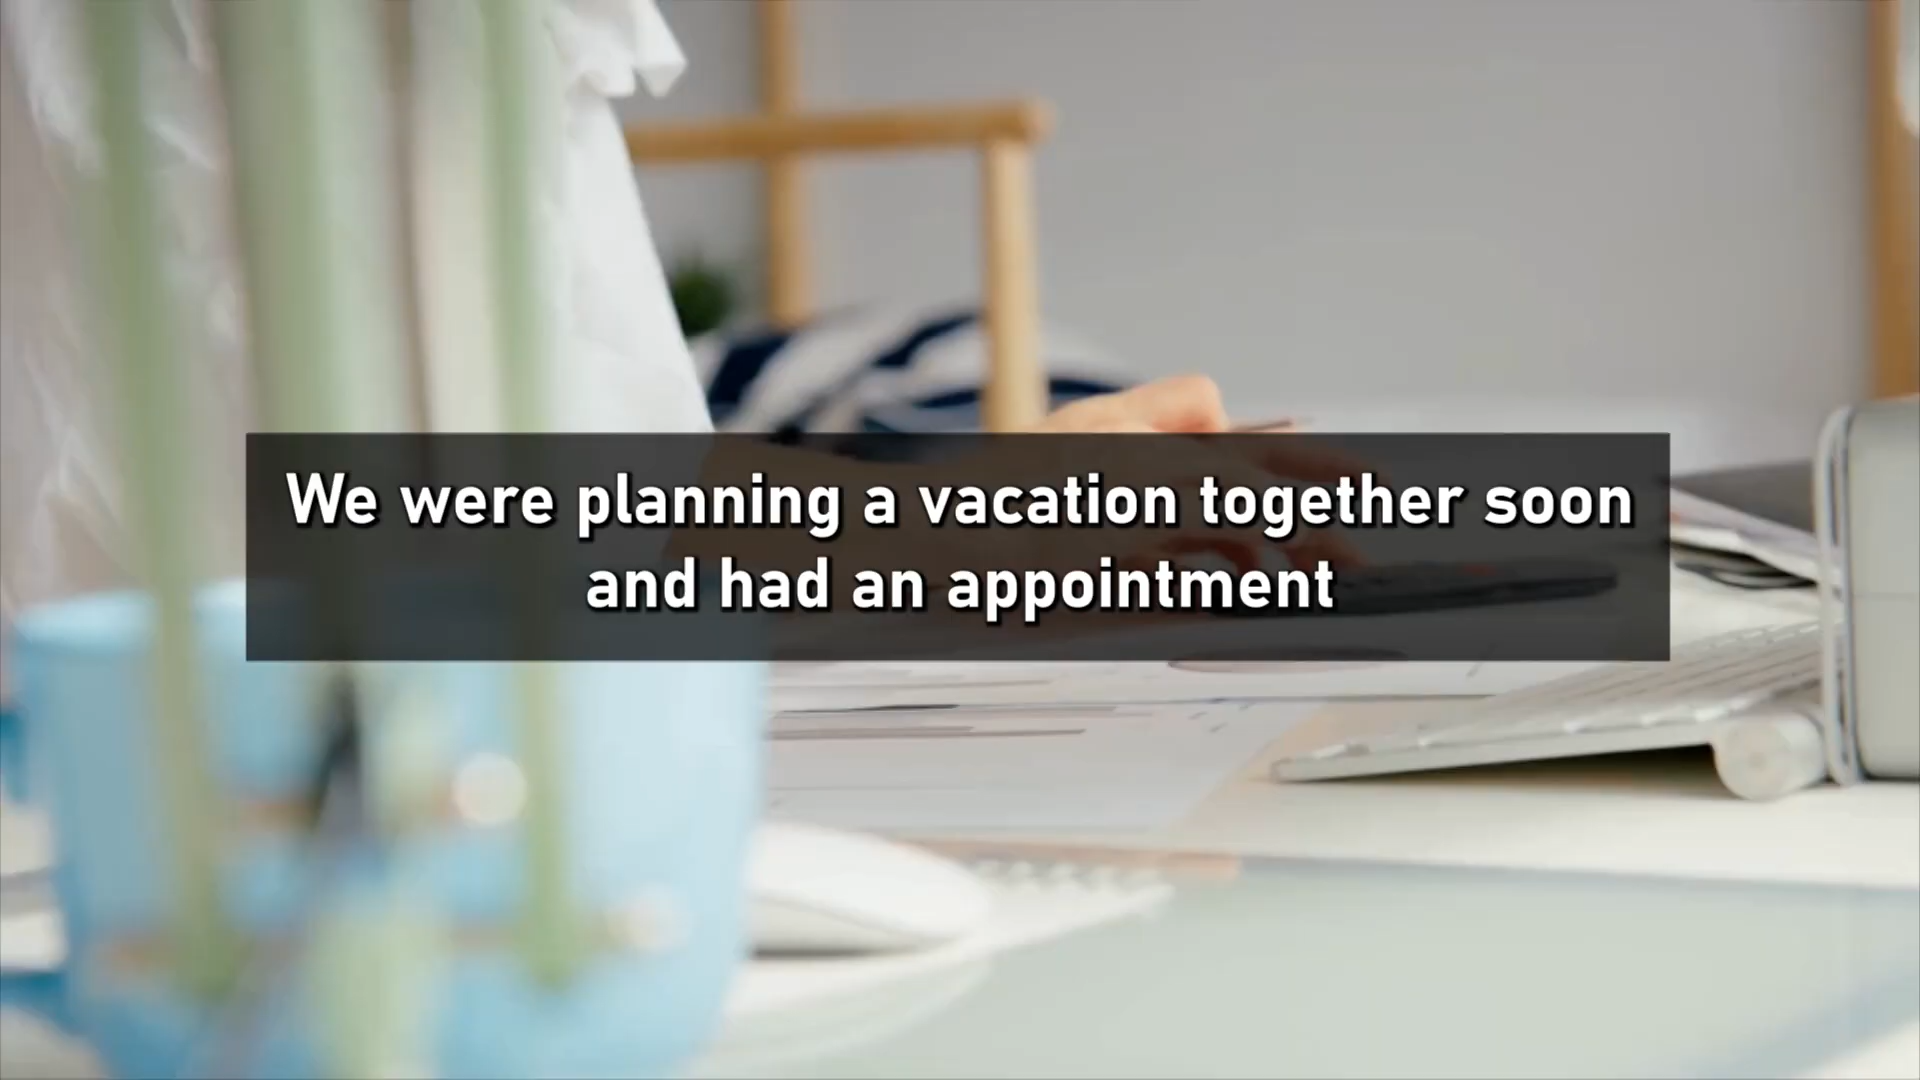 We were planning a vacation together soon
and had an appointment